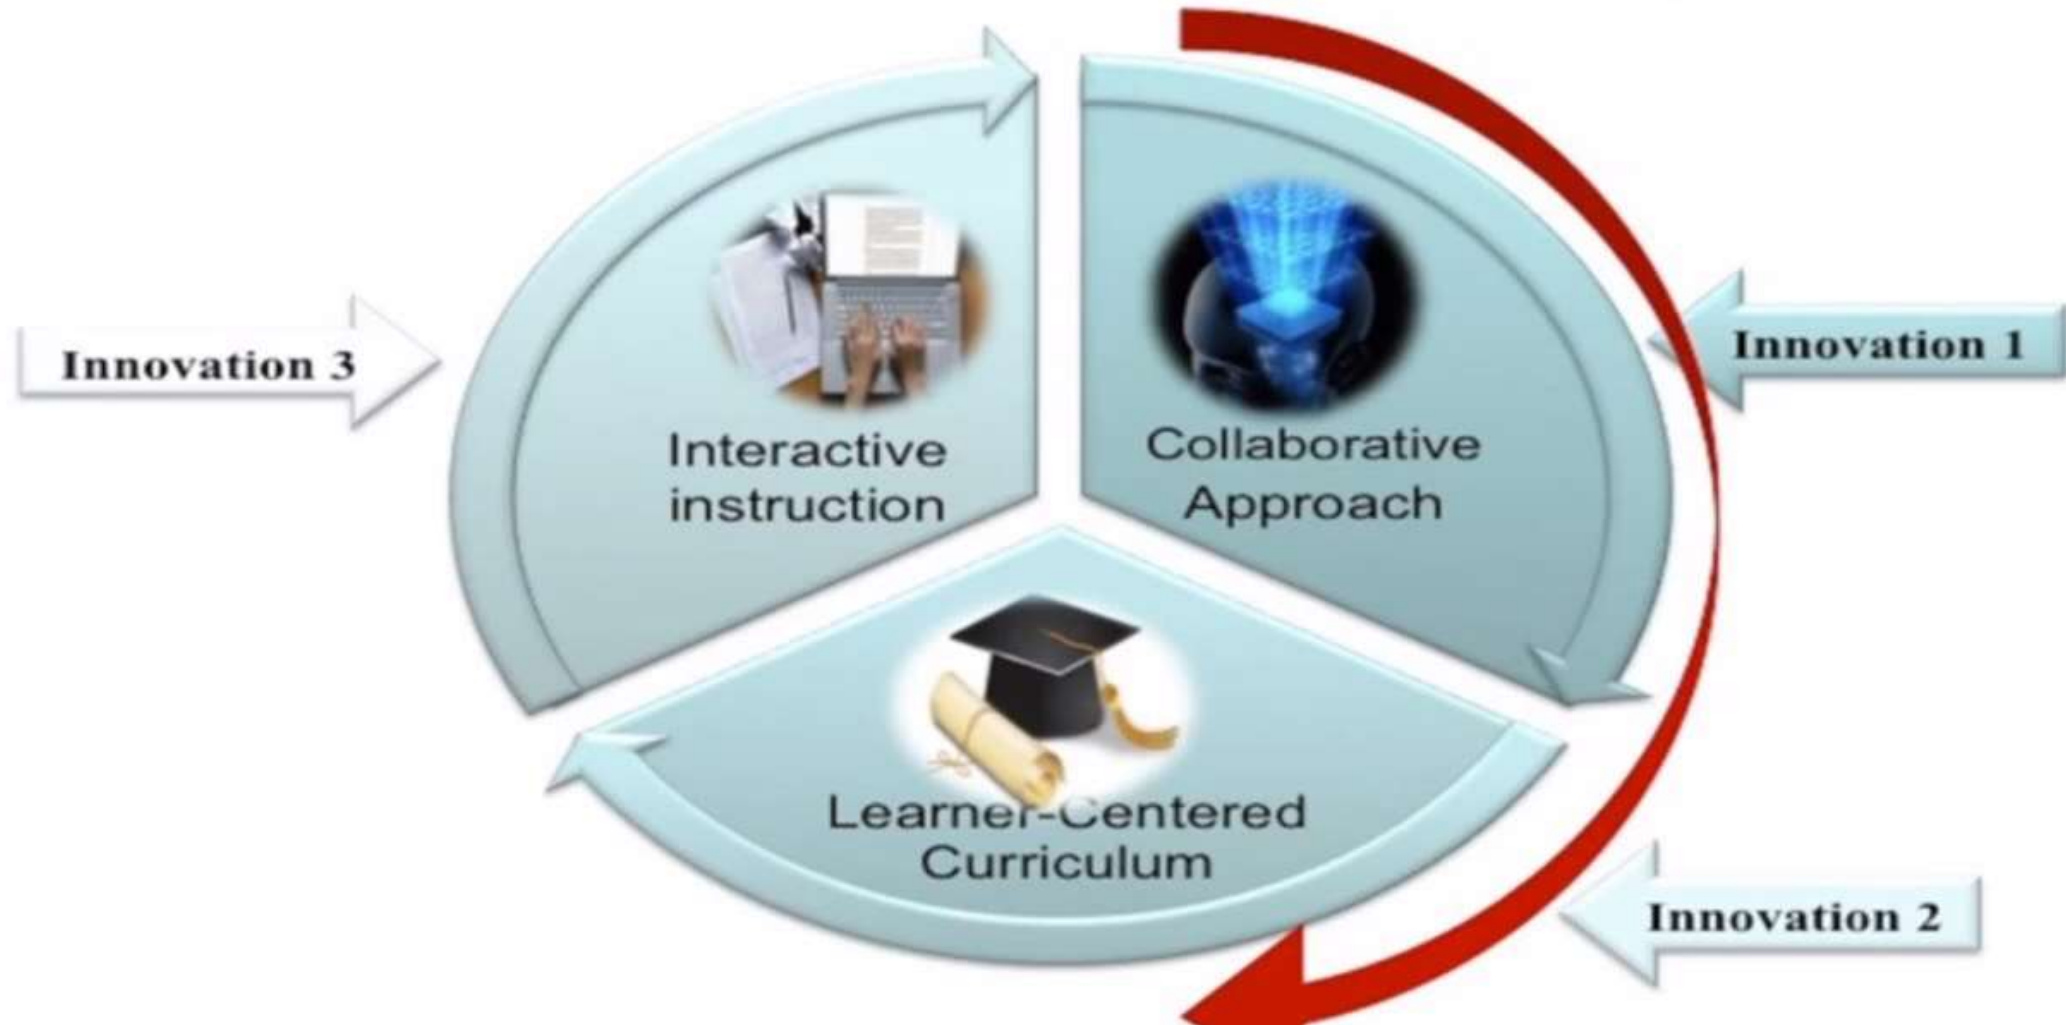 Innovation 3
Interactive
instruction
Collaborative
Approach
Innovation 1
Learner-Centered
Curriculum
Innovation 2